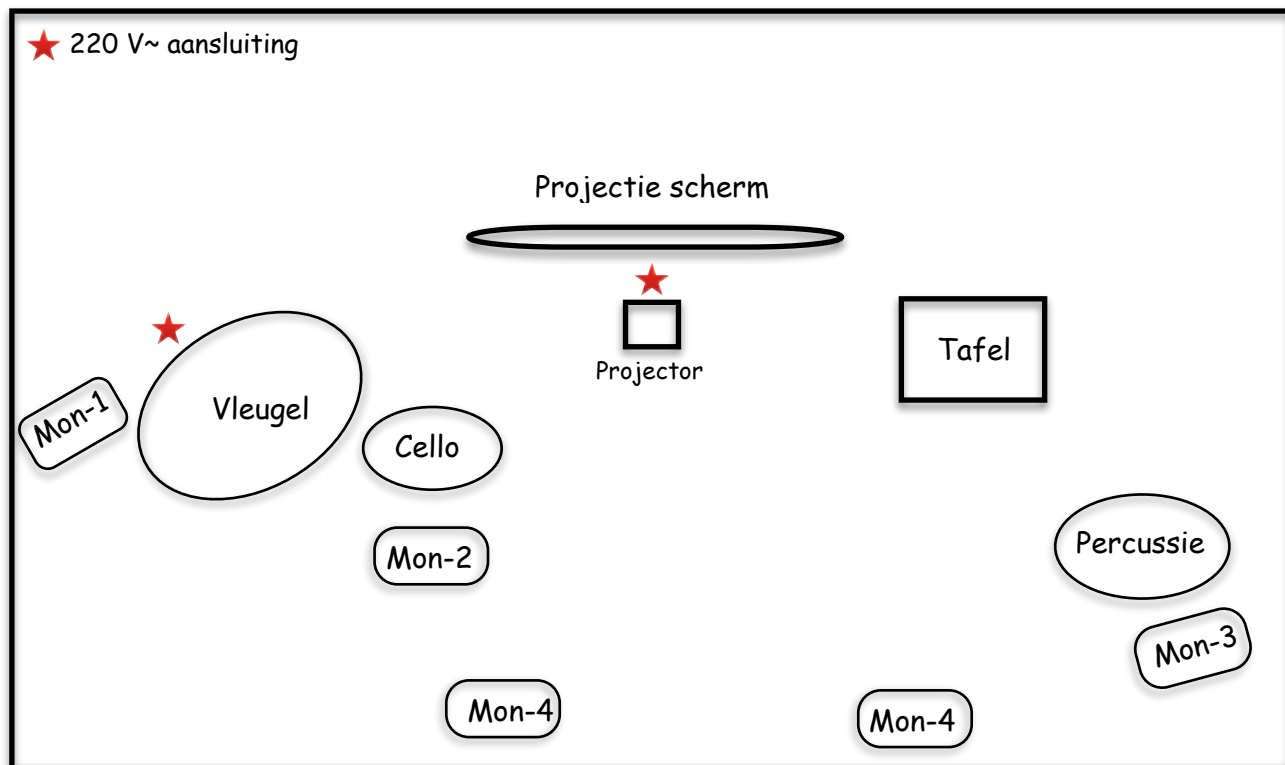 220 V~ aansluiting
Projectie scherm
Projector
Tafel
Mon-1
Vleugel
Cello
Mon-2
Percussie
Mon-3
Mon-4
Mon-4